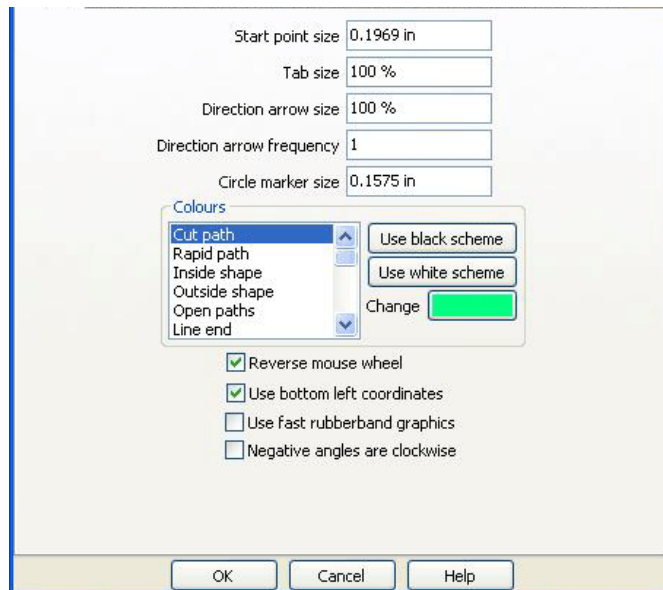 Start point size 0.1969 in
Tab size 100 %
Direction arrow size 100 %
Direction arrow frequency 1
Circle marker size 0.1575 in
Colours
Cut path
Rapid path
Inside shape
Outside shape
Open paths
Line end
Use black scheme
Use white scheme
Change
Reverse mouse wheel
Use bottom left coordinates
Use fast rubberband graphics
Negative angles are clockwise
OK Cancel Help